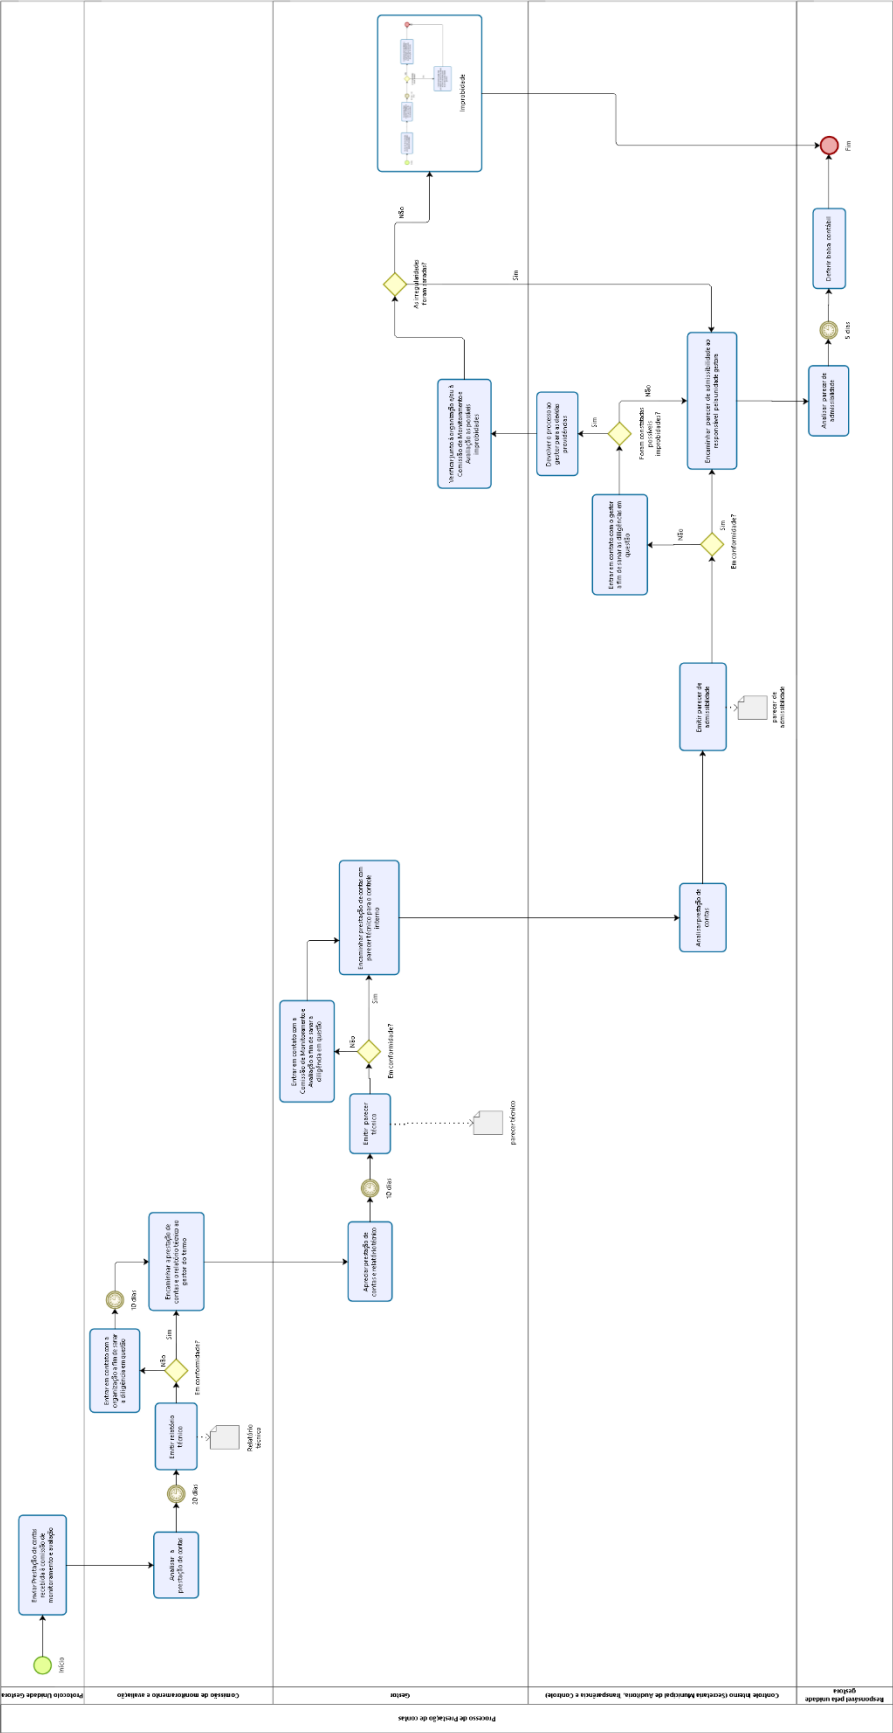 Processo de Prestação de contas
Protocolo Unidade Gestora
Início
Enviar Prestação de contas
recebida à comissão de
monitoramento e avaliação
Comissão de monitoramento e avaliação
Analisar a
prestação de contas
20 dias
Emitir relatório
técnico
Relatório
técnico
Em conformidade?
Não
Sim
Entrar em contato com a
organização a fim de sanar
a diligência em questão
10 dias
Encaminhar a prestação de
contas e o relatório técnico ao
gestor do termo
Gestor
Apreciar prestação de
contas e relatório técnico
10 dias
Emitir parecer
técnico
parecer técnico
Em conformidade?
Não
Sim
Entrar em contato com a
Comissão de Monitoramento e
Avaliação a fim de sanar a
diligência em questão
Encaminhar prestação de contas com
parecer técnico para o controle
interno
Verificar junto à organização e/ou à
Comissão de Monitoramento e
Avaliação as possíveis
improbidades
As irregularidades
foram sanadas?
Não
Sim
Improbidade
Controle Interno (Secretaria Municipal de Auditoria, Transparência e Controle)
Analisar prestação de
contas
Emitir parecer de
admissibilidade
parecer de
admissibilidade
Em conformidade?
Não
Sim
Entrar em contato com o gestor
a fim de sanar as diligências em
questão
Foram constatadas
possíveis
improbidades?
Sim
Não
Devolver o processo ao
gestor para as devidas
providências
Encaminhar parecer de admissibilidade ao
responsável pela unidade gestora
Responsável pela unidade
gestora
Analisar parecer de
admissibilidade
5 dias
Deferir baixa contábil
Fim